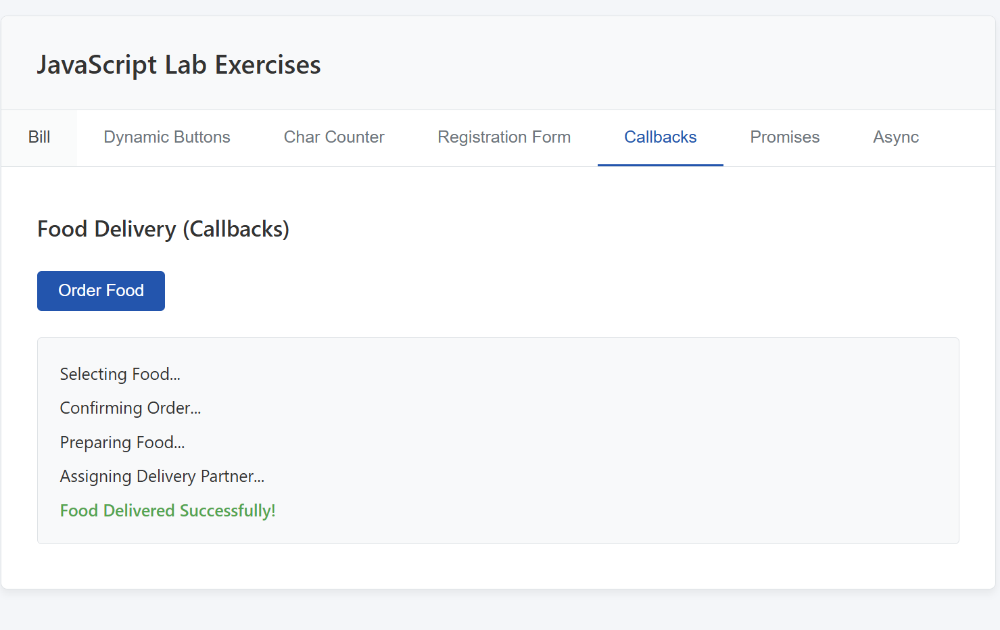 JavaScript Lab Exercises
Bill Dynamic Buttons Char Counter Registration Form Callbacks Promises Async
Food Delivery (Callbacks)
Order Food
Selecting Food...
Confirming Order...
Preparing Food...
Assigning Delivery Partner...
Food Delivered Successfully!